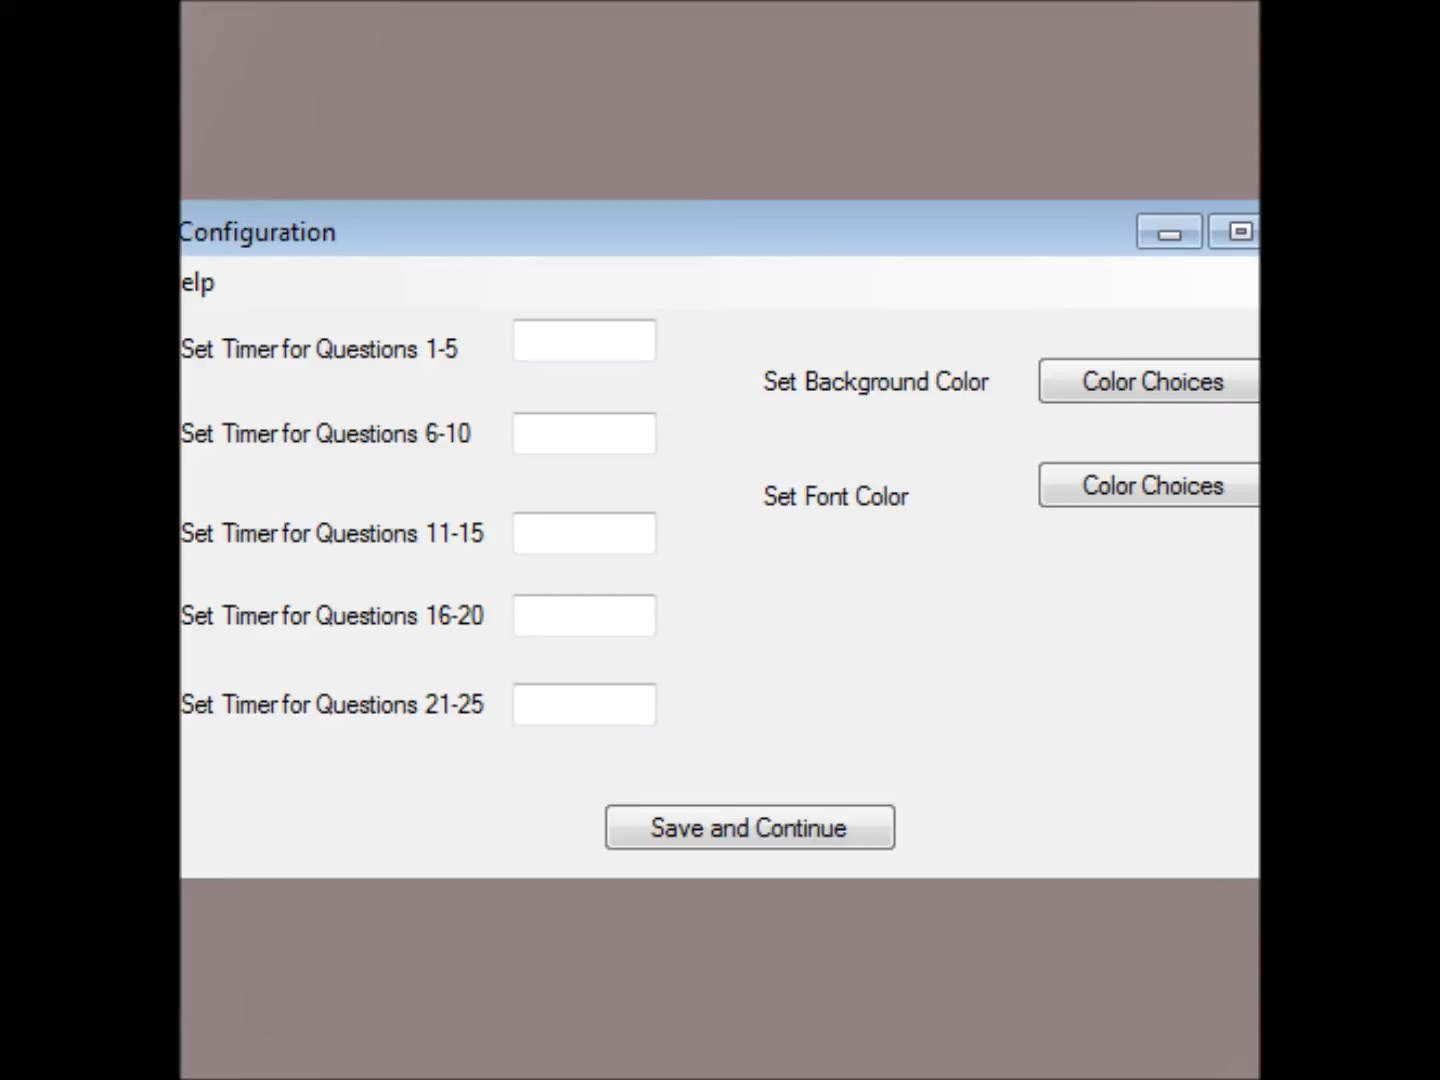 Configuration
elp
Set Timer for Questions 1-5
Set Timer for Questions 6-10
Set Timer for Questions 11-15
Set Timer for Questions 16-20
Set Timer for Questions 21-25
Set Background Color Color Choices
Set Font Color Color Choices
Save and Continue